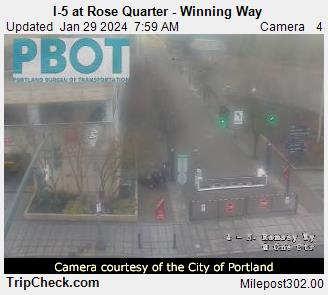 I-5 at Rose Quarter - Winning Way
Updated Jan 29 2024 7:59 AM Camera 4
PBOT
PORTLAND BUREAU OF TRANSPORTATION
Camera courtesy of the City of Portland
TripCheck.com Milepost302.00